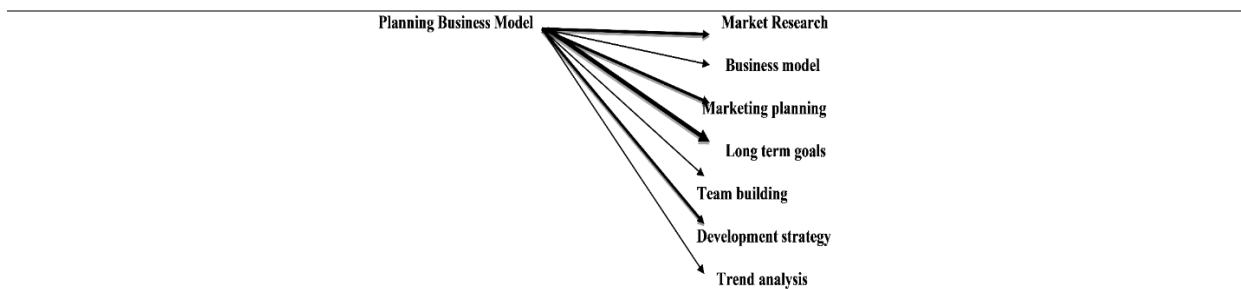 Planning Business Model
Market Research
Business model
Marketing planning
Long term goals
Team building
Development strategy
Trend analysis